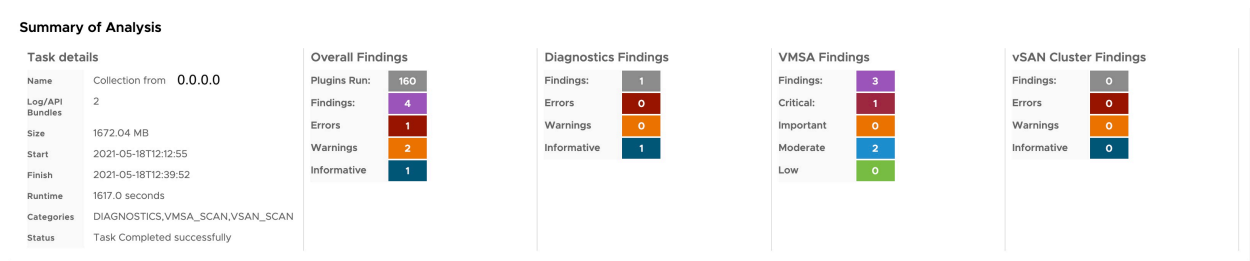 Summary of Analysis
Task details
Name Collection from 0.0.0.0
Log/API Bundles 2
Size 1672.04 MB
Start 2021-05-18T12:12:55
Finish 2021-05-18T12:39:52
Runtime 1617.0 seconds
Categories DIAGNOSTICS,VMSA_SCAN,VSAN_SCAN
Status Task Completed successfully
Overall Findings
Plugins Run: 160
Findings: 4
Errors 1
Warnings 2
Informative 1
Diagnostics Findings
Findings: 1
Errors 0
Warnings 0
Informative 1
VMSA Findings
Findings: 3
Critical: 1
Important 0
Moderate 2
Low 0
vSAN Cluster Findings
Findings: 0
Errors 0
Warnings 0
Informative 0